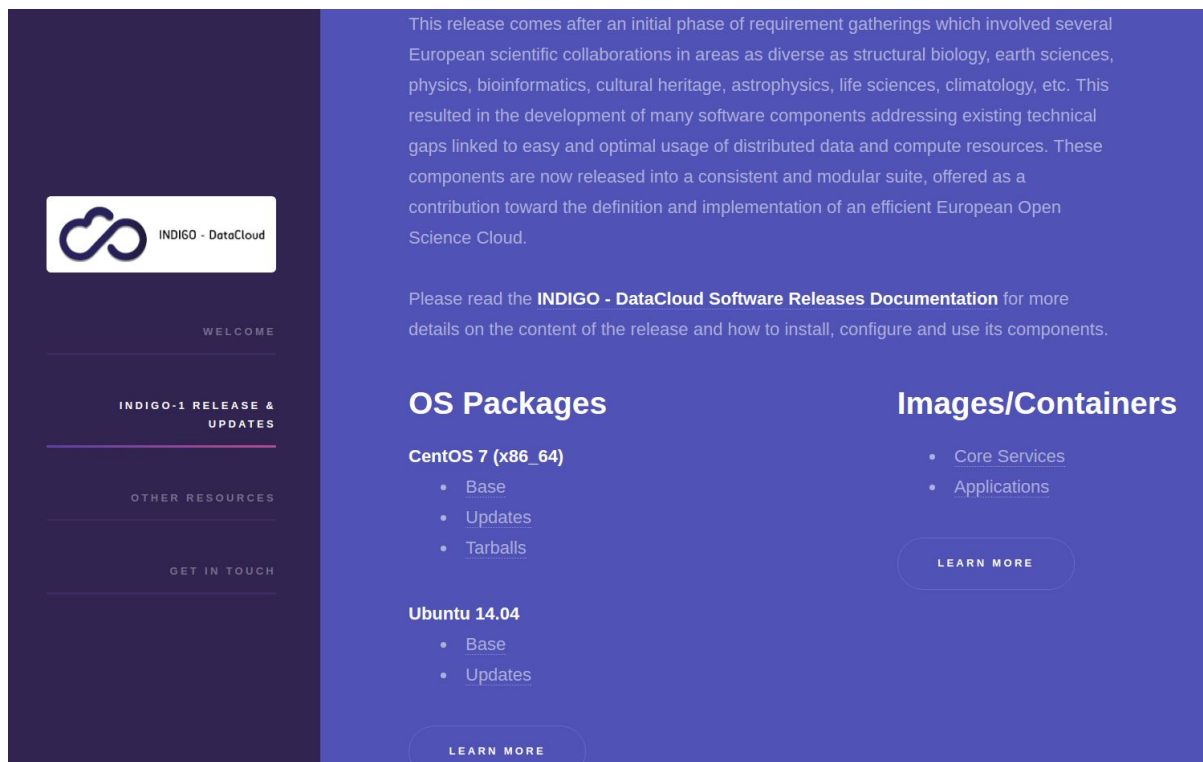 INDIGO - DataCloud
WELCOME
INDIGO-1 RELEASE &
UPDATES
OTHER RESOURCES
GET IN TOUCH
This release comes after an initial phase of requirement gatherings which involved several
European scientific collaborations in areas as diverse as structural biology, earth sciences,
physics, bioinformatics, cultural heritage, astrophysics, life sciences, climatology, etc. This
resulted in the development of many software components addressing existing technical
gaps linked to easy and optimal usage of distributed data and compute resources. These
components are now released into a consistent and modular suite, offered as a
contribution toward the definition and implementation of an efficient European Open
Science Cloud.
Please read the INDIGO - DataCloud Software Releases Documentation for more
details on the content of the release and how to install, configure and use its components.
OS Packages
CentOS 7 (x86_64)
Base
Updates
Tarballs
Ubuntu 14.04
Base
Updates
LEARN MORE
Images/Containers
Core Services
Applications
LEARN MORE